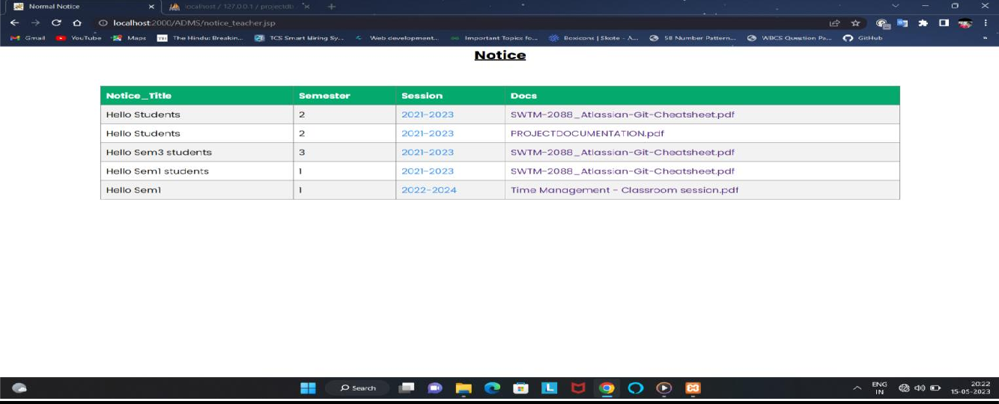 Normal Notice
localhost / 127.0.0.1 / projectdb
localhost:2000/ADMS/notice_teacher.jsp
Gmail YouTube Maps The Hindu: Breakin... TCS Smart Hiring Sy... Web development... Important Topics fo... Boxicons | Skote - A... 58 Number Pattern... WBCS Question Pa... GitHub
Notice
Notice_Title Semester Session Docs
Hello Students 2 2021-2023 SWTM-2088_Atlassian-Git-Cheatsheet.pdf
Hello Students 2 2021-2023 PROJECTDOCUMENTATION.pdf
Hello Sem3 students 3 2021-2023 SWTM-2088_Atlassian-Git-Cheatsheet.pdf
Hello Sem1 students 1 2021-2023 SWTM-2088_Atlassian-Git-Cheatsheet.pdf
Hello Sem1 1 2022-2024 Time Management - Classroom session.pdf
Search
ENG 20:22
IN 15-05-2023